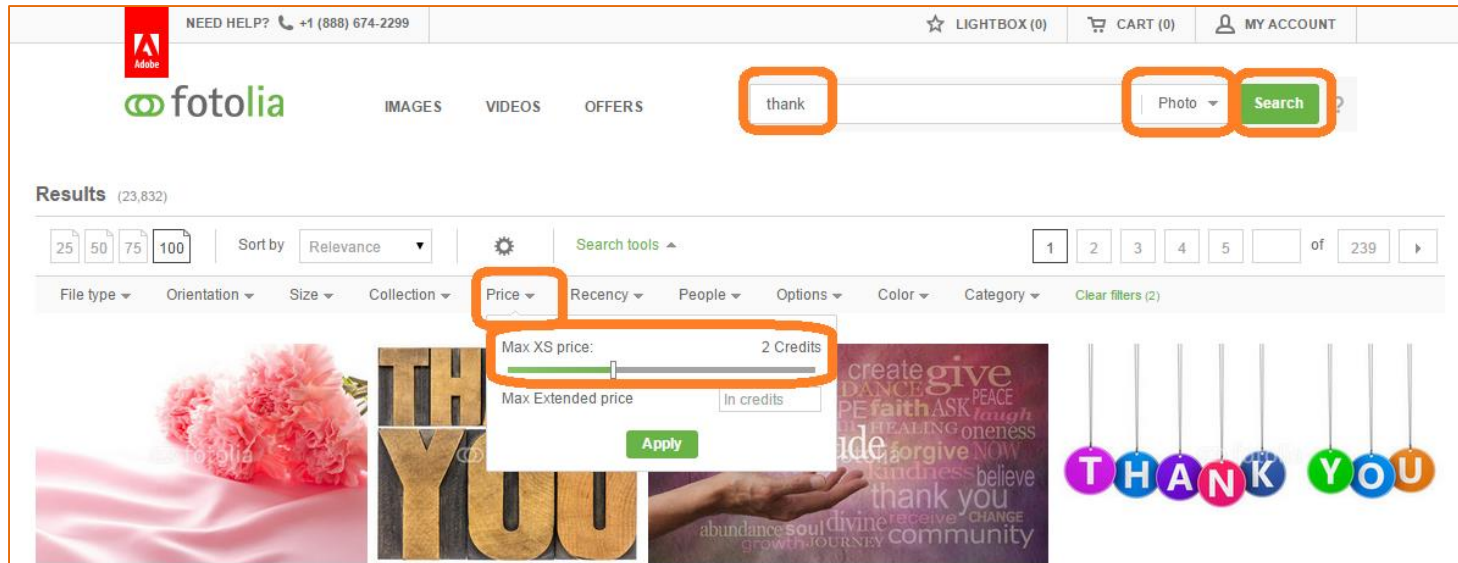 NEED HELP? +1 (888) 674-2299 LIGHTBOX (0) CART (0) MY ACCOUNT
Adobe
fotolia IMAGES VIDEOS OFFERS thank Photo Search ?
Results (23,832)
25 50 75 100 Sort by Relevance Search tools 1 2 3 4 5 of 239
File type Orientation Size Collection Price Recency People Options Color Category Clear filters (2)
Max XS price: 2 Credits
Max Extended price In credits
Apply
TH
YOU
create give
DANCE PEACE
faith ASK laugh
HEALING oneness
forgive NOW
believe
thank you
abundance soul divine receive CHANGE
growth JOURNEY community
THANK YOU